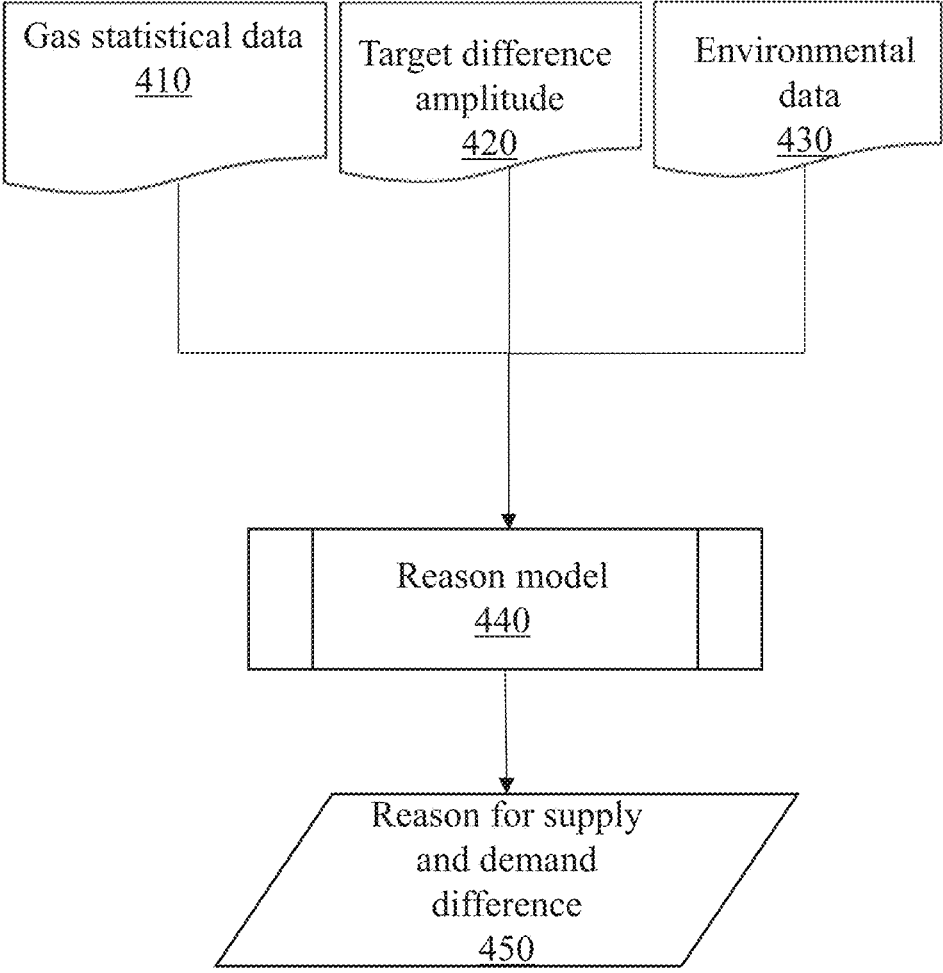 Gas statistical data
410
Target difference
amplitude
420
Environmental
data
430
Reason model
440
Reason for supply
and demand
difference
450